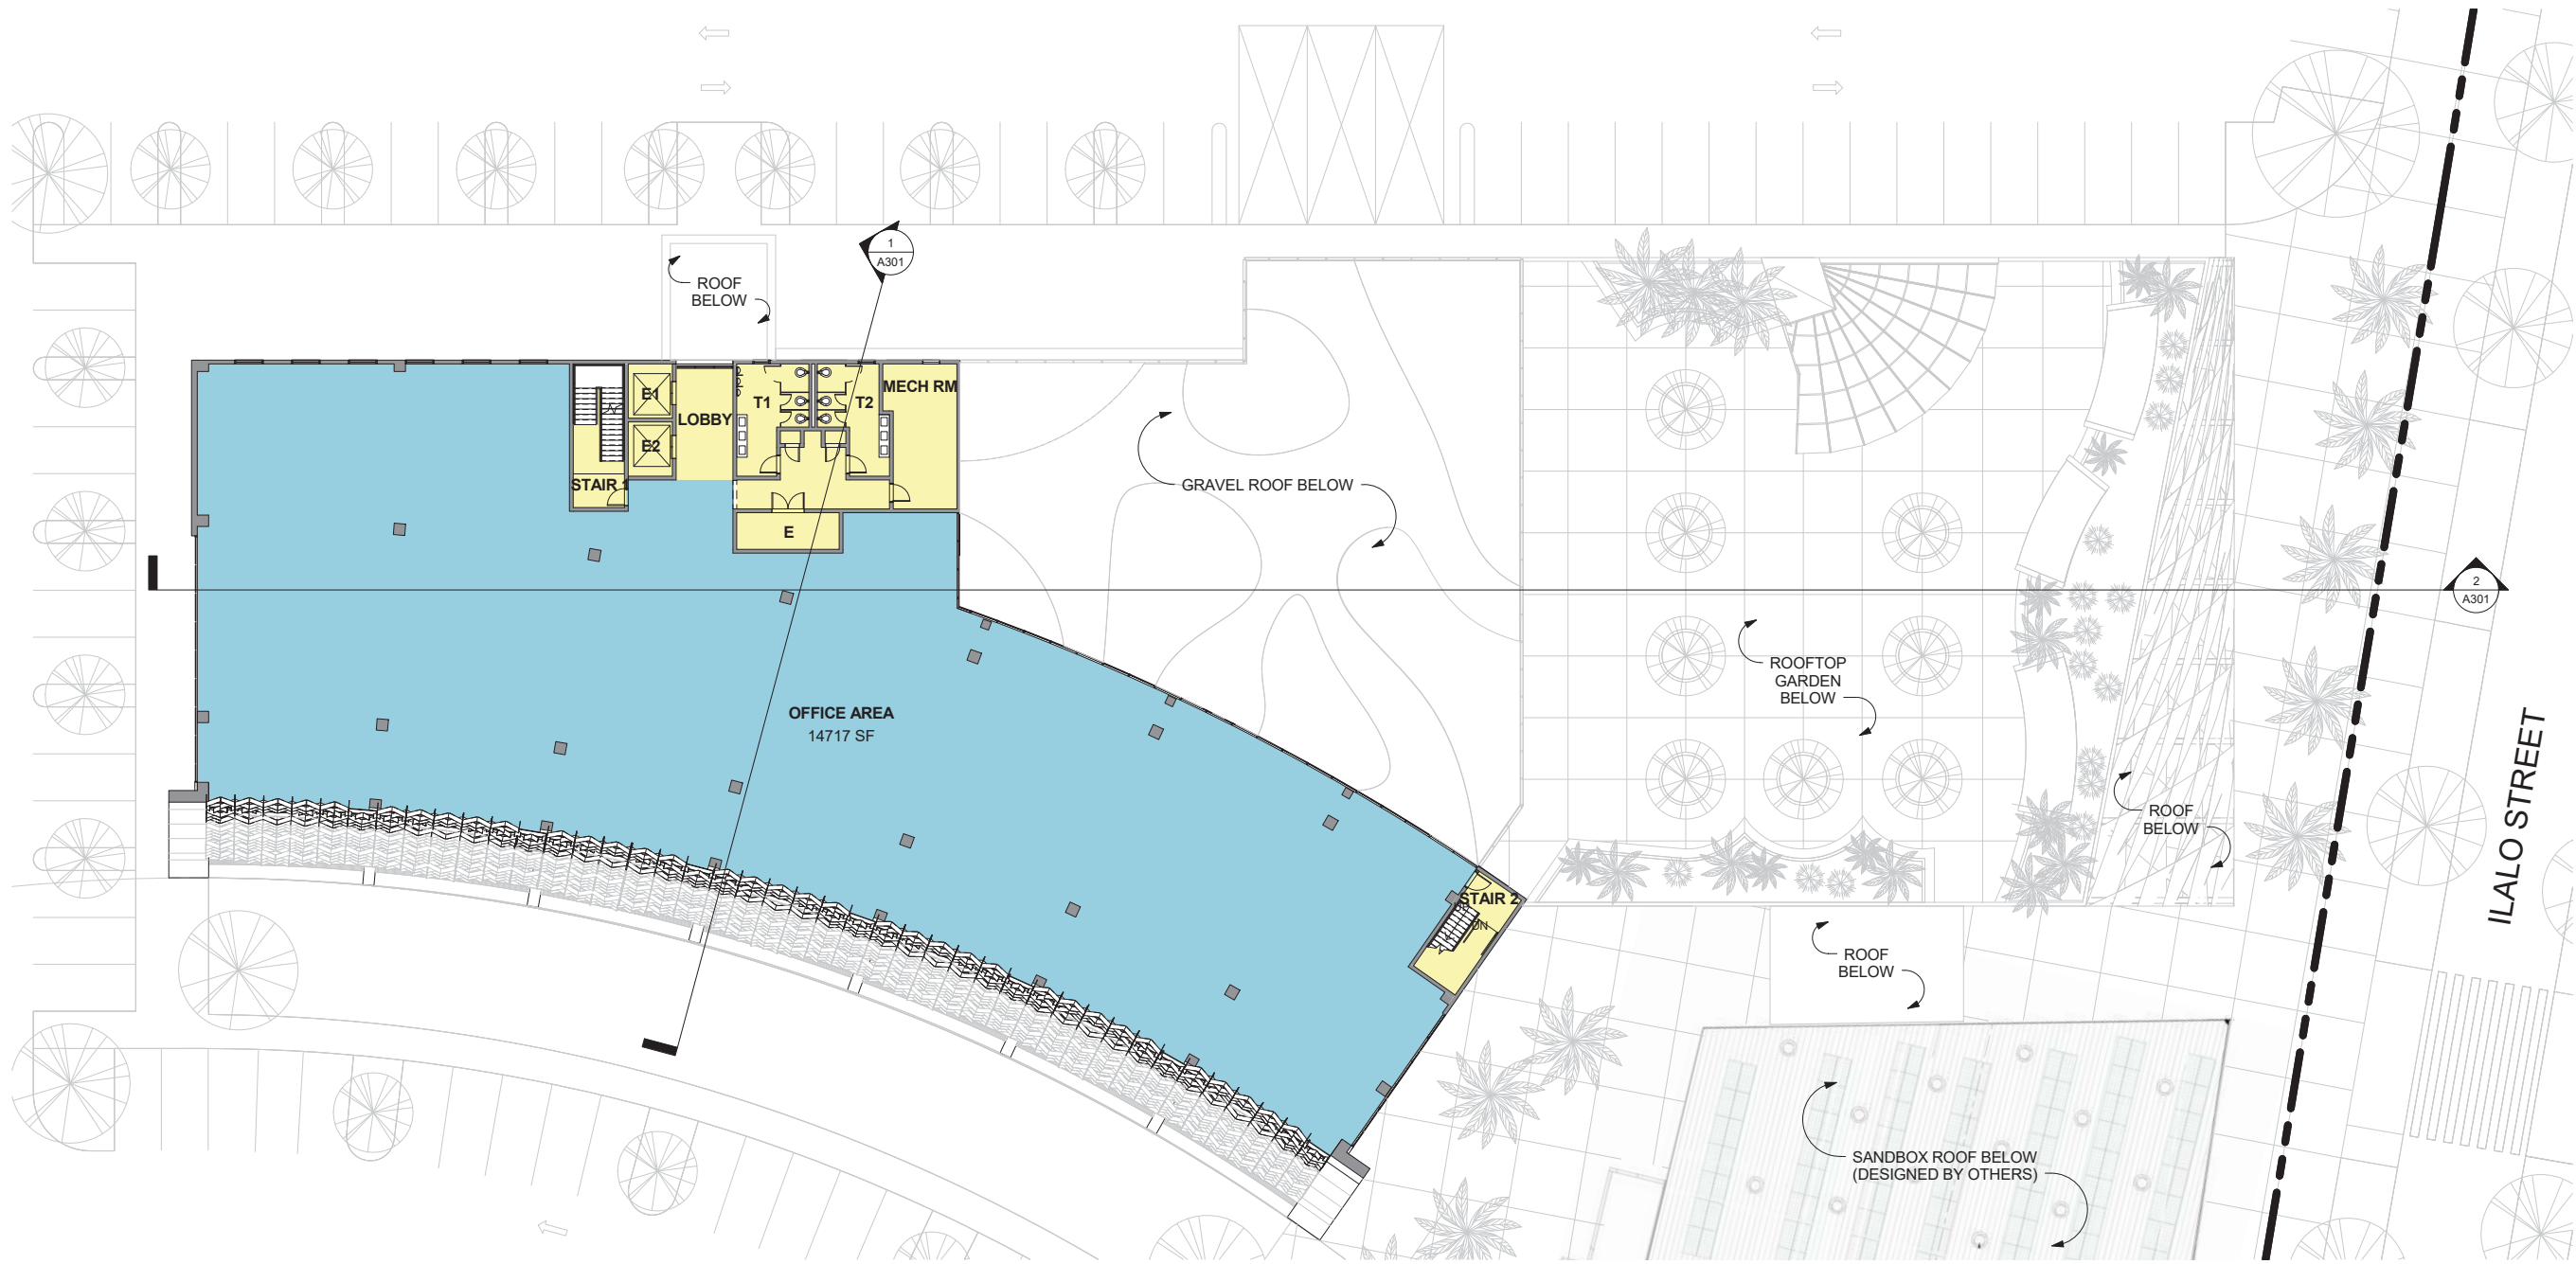 1
A301
ROOF
BELOW
E1
LOBBY
T1
T2
MECH RM
E2
STAIR 1
E
GRAVEL ROOF BELOW
2
A301
ROOFTOP
GARDEN
BELOW
OFFICE AREA
14717 SF
ROOF
BELOW
ILALO STREET
STAIR 2
DN
ROOF
BELOW
SANDBOX ROOF BELOW
(DESIGNED BY OTHERS)